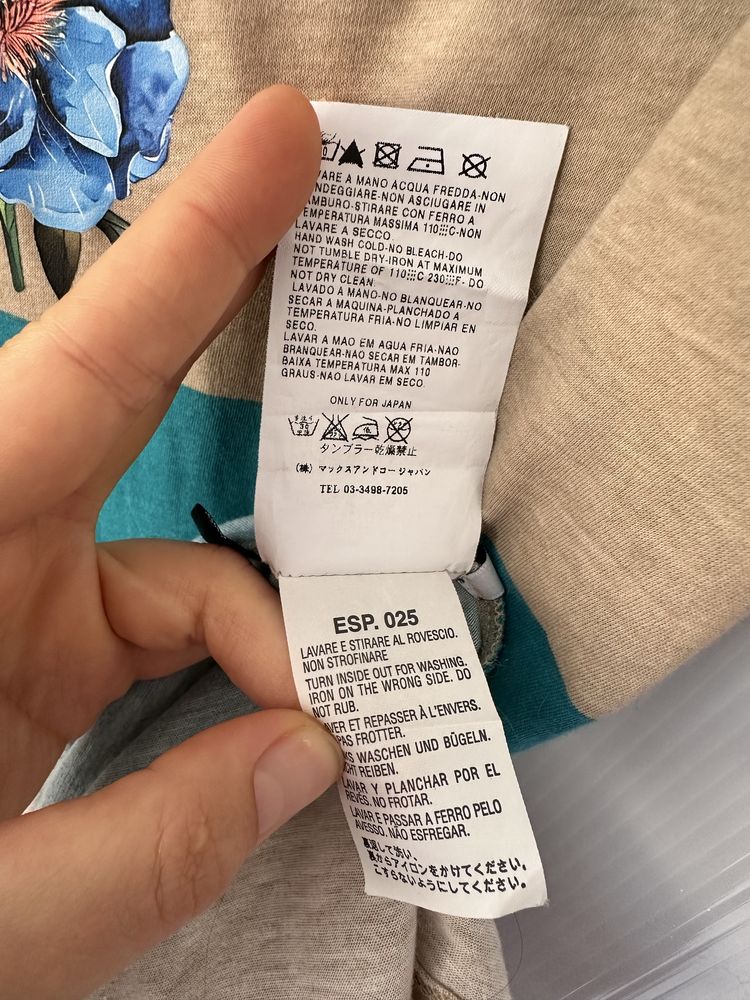 VARE A MANO ACQUA FREDDA-NON
NDEGGIARE-NON ASCIUGARE IN
AMBURO-STIRARE CON FERRO A
TEMPERATURA MASSIMA 110 C-NON
LAVARE A SECCO.
HAND WASH COLD-NO BLEACH-DO
NOT TUMBLE DRY-IRON AT MAXIMUM
TEMPERATURE OF 110 C 230 F- DO
NOT DRY CLEAN.
LAVADO A MANO-NO BLANQUEAR-NO
SECAR A MAQUINA-PLANCHADO A
TEMPERATURA FRIA-NO LIMPIAR EN
SECO.
LAVAR A MAO EM AGUA FRIA-NAO
BRANQUEAR-NAO SECAR EM TAMBOR-
BAIXA TEMPERATURA MAX 110
GRAUS-NAO LAVAR EM SECO.
ONLY FOR JAPAN
タンブラー乾燥禁止
(株) マックスアンドコージャパン
TEL 03-3498-7205
ESP. 025
LAVARE E STIRARE AL ROVESCIO.
NON STROFINARE
TURN INSIDE OUT FOR WASHING.
IRON ON THE WRONG SIDE. DO
NOT RUB.
VER ET REPASSER À L'ENVERS.
PAS FROTTER.
KS WASCHEN UND BÜGELN.
CHT REIBEN.
LAVAR Y PLANCHAR POR EL
REVÉS. NO FROTAR.
LAVAR E PASSAR A FERRO PELO
AVESSO. NÃO ESFREGAR.
裏返して洗い、
裏からアイロンをかけてください。
こすらないようにしてください。